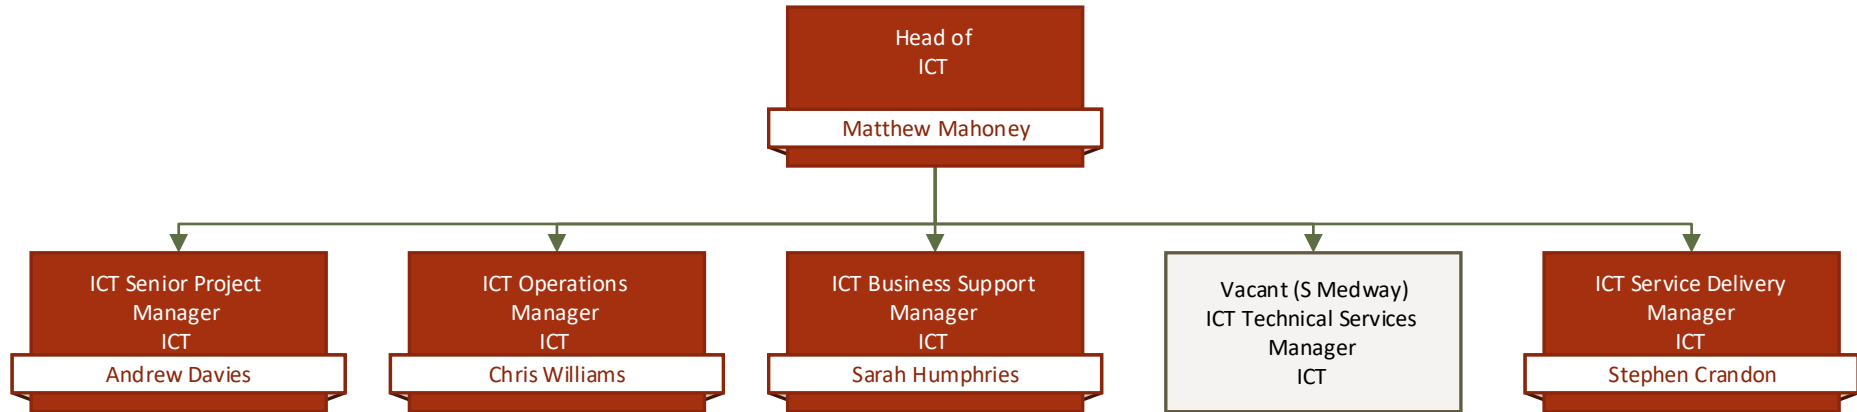 Head of
ICT
Matthew Mahoney
ICT Senior Project
Manager
ICT
Andrew Davies
ICT Operations
Manager
ICT
Chris Williams
ICT Business Support
Manager
ICT
Sarah Humphries
Vacant (S Medway)
ICT Technical Services
Manager
ICT
ICT Service Delivery
Manager
ICT
Stephen Crandon